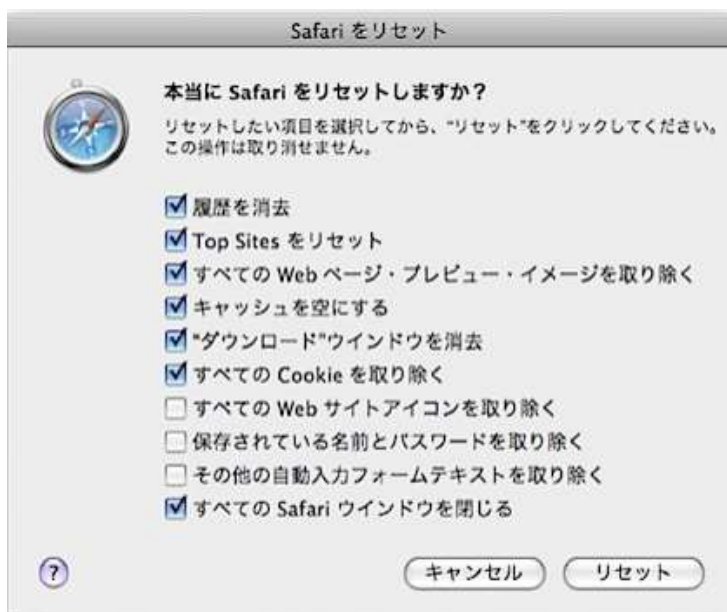 Safari をリセット
本当に Safari をリセットしますか？
リセットしたい項目を選択してから、“リセット”をクリックしてください。
この操作は取り消せません。
履歴を消去
Top Sites をリセット
すべての Web ページ・プレビュー・イメージを取り除く
キャッシュを空にする
“ダウンロード”ウインドウを消去
すべての Cookie を取り除く
すべての Web サイトアイコンを取り除く
保存されている名前とパスワードを取り除く
その他の自動入力フォームテキストを取り除く
すべての Safari ウインドウを閉じる
? キャンセル リセット